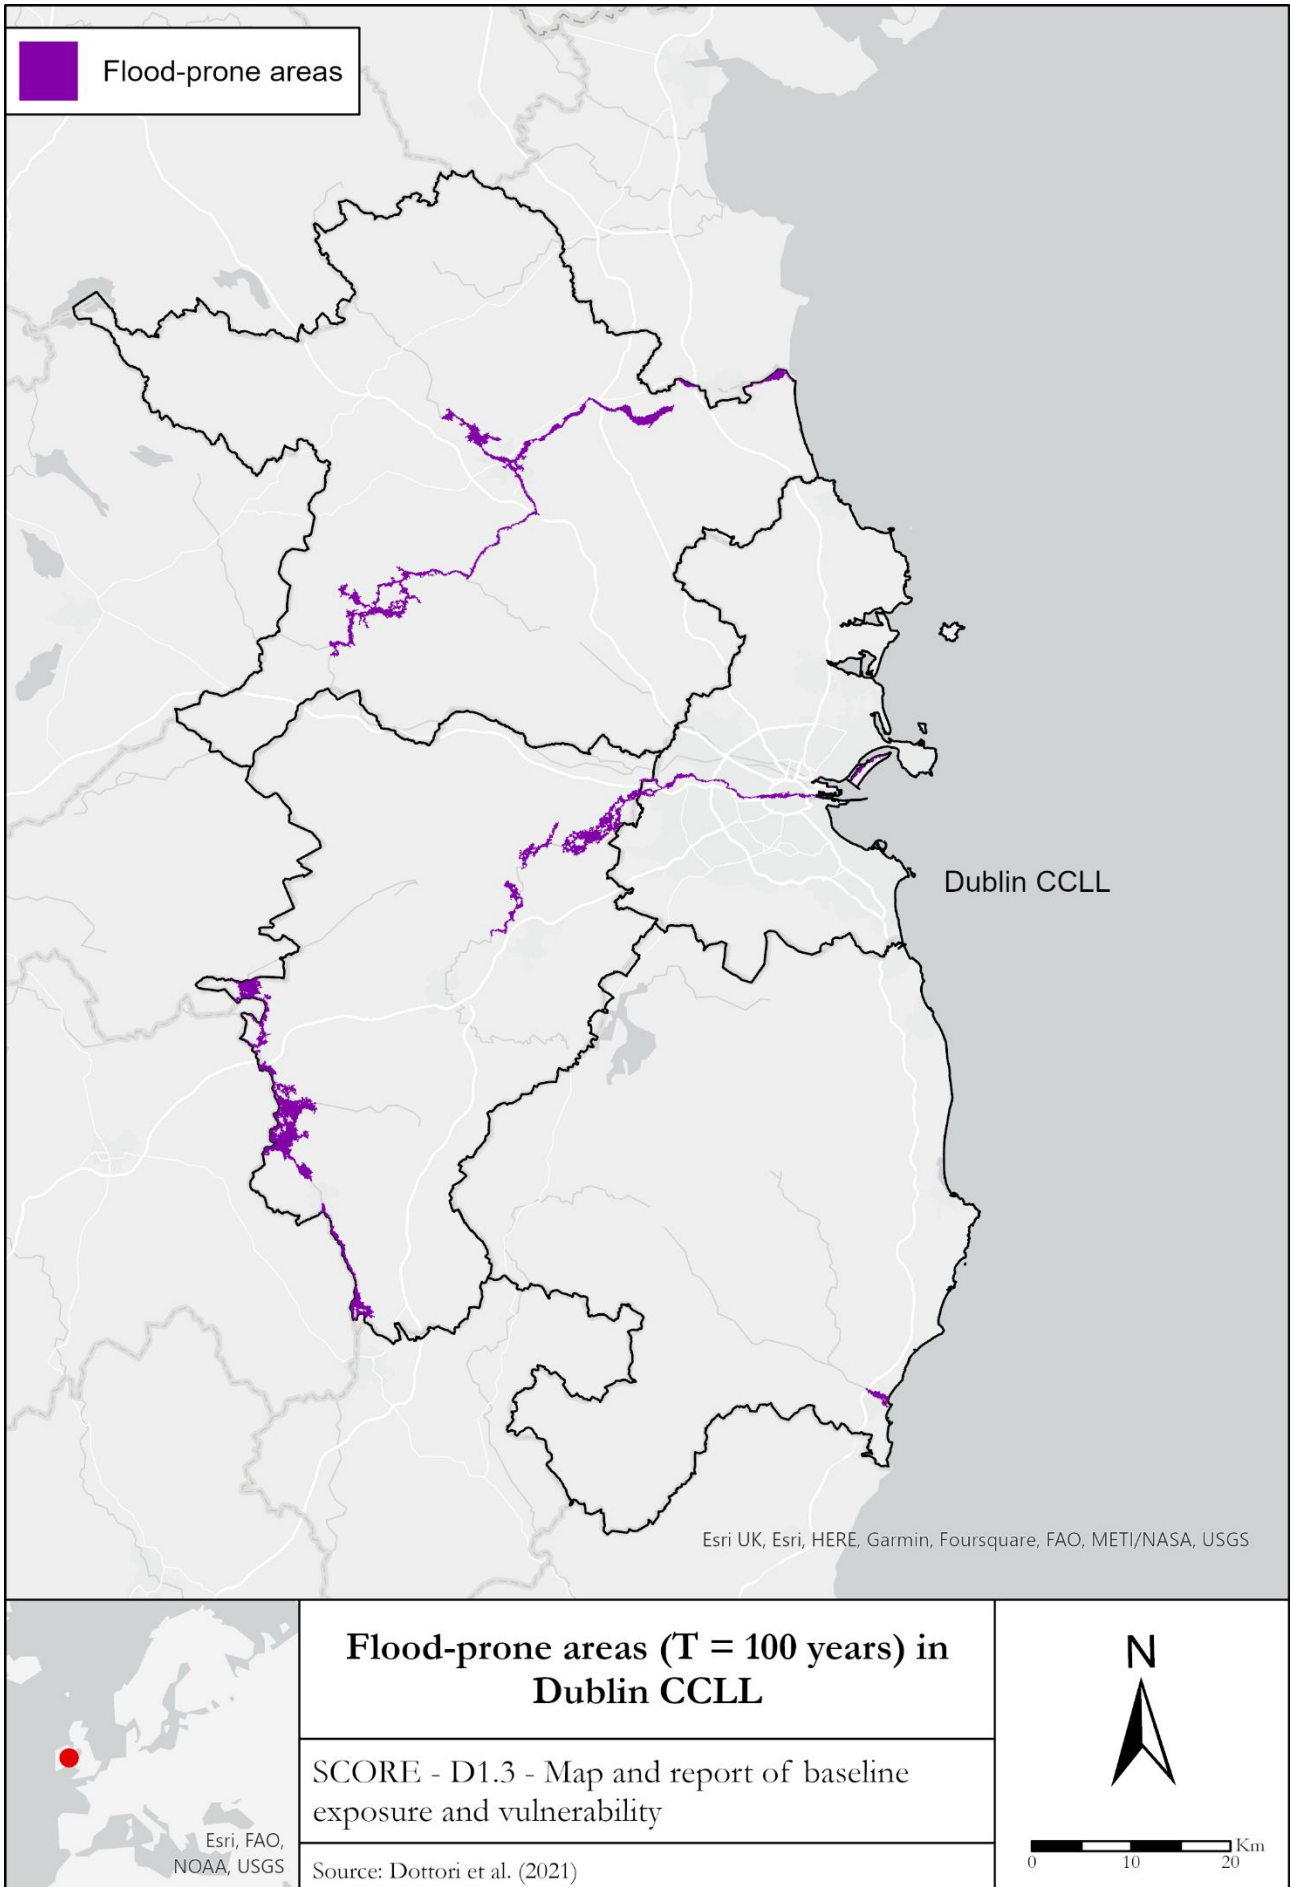 Flood-prone areas
Dublin CCLL
Esri UK, Esri, HERE, Garmin, Foursquare, FAO, METI/NASA, USGS
Esri, FAO,
NOAA, USGS
Flood-prone areas (T = 100 years) in
Dublin CCLL
SCORE - D1.3 - Map and report of baseline
exposure and vulnerability
Source: Dottori et al. (2021)
N
Km
0 10 20